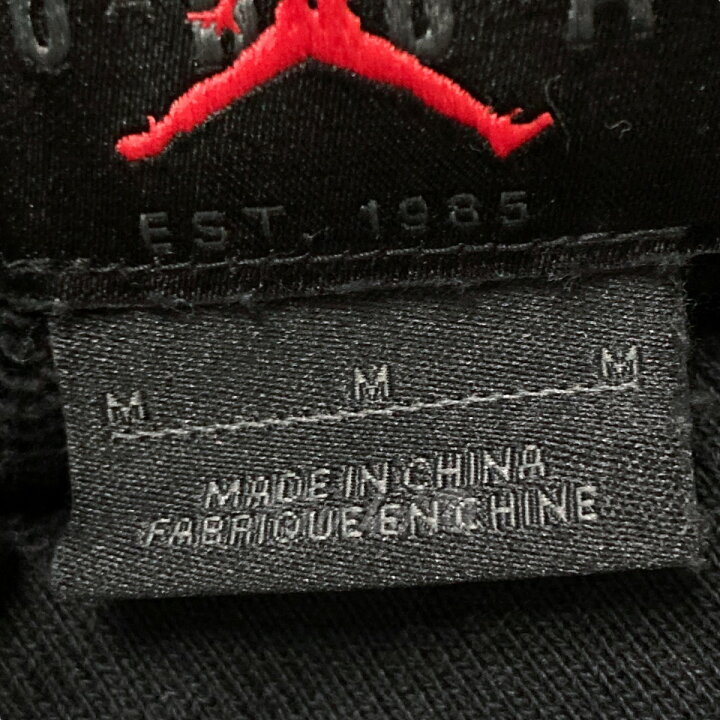 EST. 1985
M M M
MADE IN CHINA
FABRIQUE EN CHINE